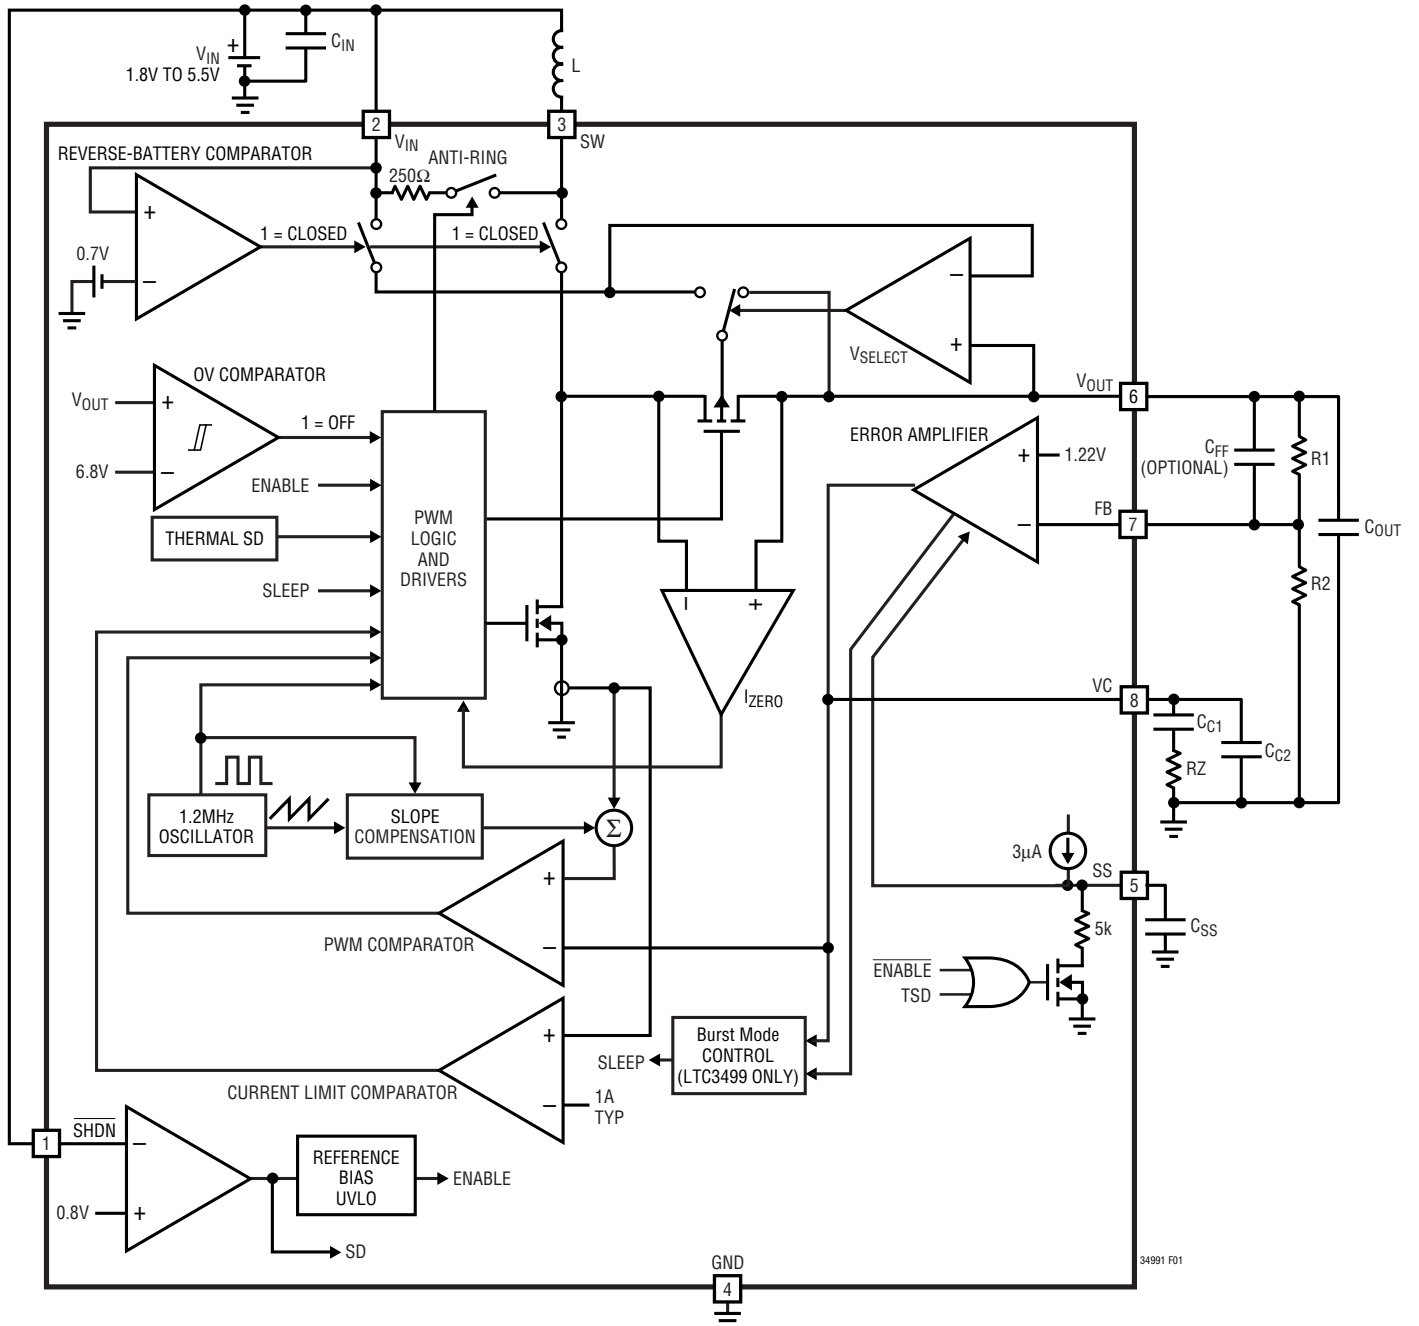 VIN
1.8V TO 5.5V
+
CIN
L
2
VIN
3
SW
REVERSE-BATTERY COMPARATOR
ANTI-RING
250Ω
+
–
0.7V
1 = CLOSED
1 = CLOSED
–
+
VSELECT
OV COMPARATOR
VOUT
+
6.8V
–
1 = OFF
ENABLE
THERMAL SD
SLEEP
PWM
LOGIC
AND
DRIVERS
VOUT
6
ERROR AMPLIFIER
+
1.22V
–
FB
7
CFF
(OPTIONAL)
R1
COUT
R2
–
+
IZERO
VC
8
CC1
RZ
CC2
1.2MHz
OSCILLATOR
SLOPE
COMPENSATION
Σ
3µA
SS
5
5k
CSS
+
–
PWM COMPARATOR
ENABLE
TSD
+
–
1A
TYP
CURRENT LIMIT COMPARATOR
SLEEP
Burst Mode
CONTROL
(LTC3499 ONLY)
1
SHDN
–
0.8V
+
REFERENCE
BIAS
UVLO
ENABLE
SD
GND
4
34991 F01